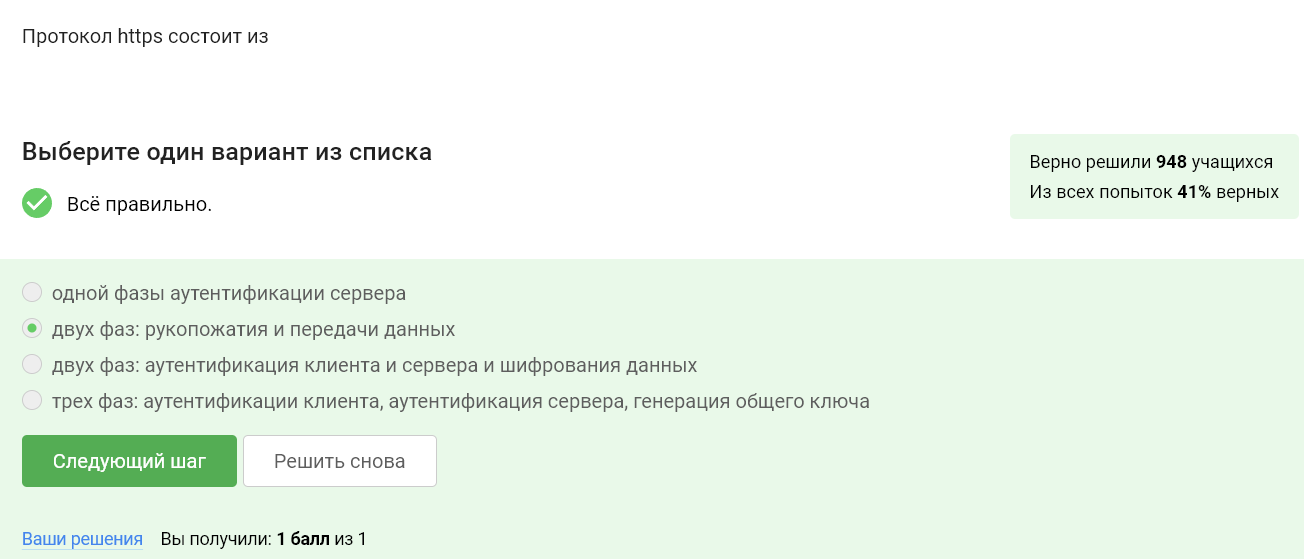 Протокол https состоит из
Выберите один вариант из списка
Всё правильно.
Верно решили 948 учащихся
Из всех попыток 41% верных
одной фазы аутентификации сервера
двух фаз: рукопожатия и передачи данных
двух фаз: аутентификация клиента и сервера и шифрования данных
трех фаз: аутентификации клиента, аутентификация сервера, генерация общего ключа
Следующий шаг
Решить снова
Ваши решения Вы получили: 1 балл из 1